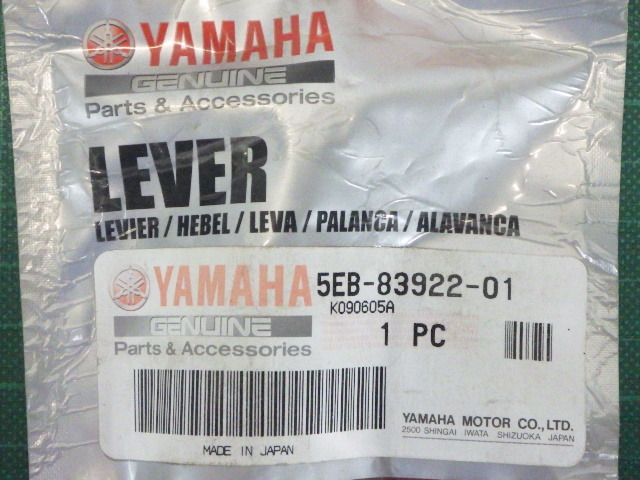 YAMAHA
GENUINE
Parts & Accessories
LEVER
LEVIER / HEBEL / LEVA / PALANCA / ALAVANCA
YAMAHA 5EB-83922-01
K090605A
GENUINE 1 PC
Parts & Accessories
YAMAHA MOTOR CO.,LTD.
2500 SHINGAI IWATA SHIZUOKA JAPAN
MADE IN JAPAN